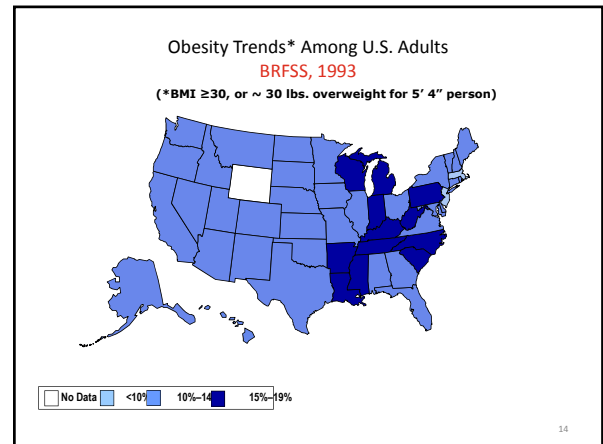 Obesity Trends* Among U.S. Adults
BRFSS, 1993
(*BMI ≥30, or ~ 30 lbs. overweight for 5’ 4” person)
No Data <10% 10%–14 15%–19%
14